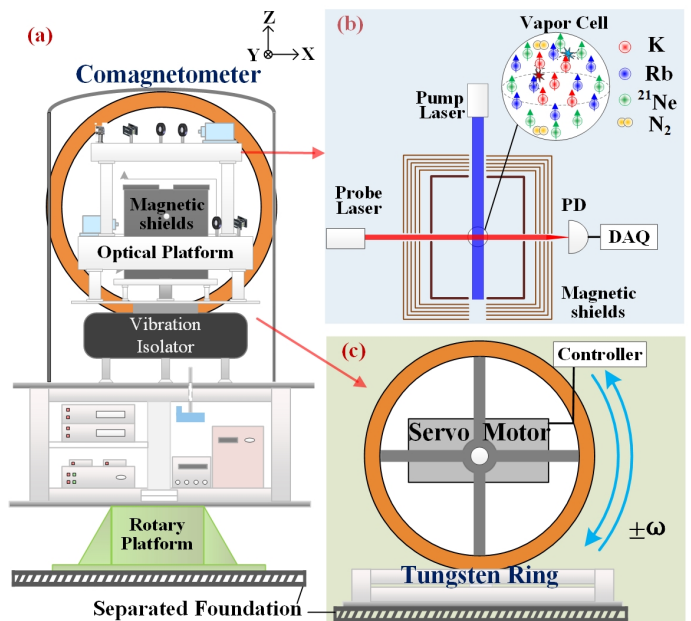 (a)
Z
Y
X
Comagnetometer
Magnetic
shields
Optical Platform
Vibration
Isolator
Rotary
Platform
Separated Foundation
(b)
Vapor Cell
K
Rb
²¹Ne
N₂
Pump
Laser
Probe
Laser
PD
DAQ
Magnetic
shields
(c)
Controller
Servo Motor
±ω
Tungsten Ring